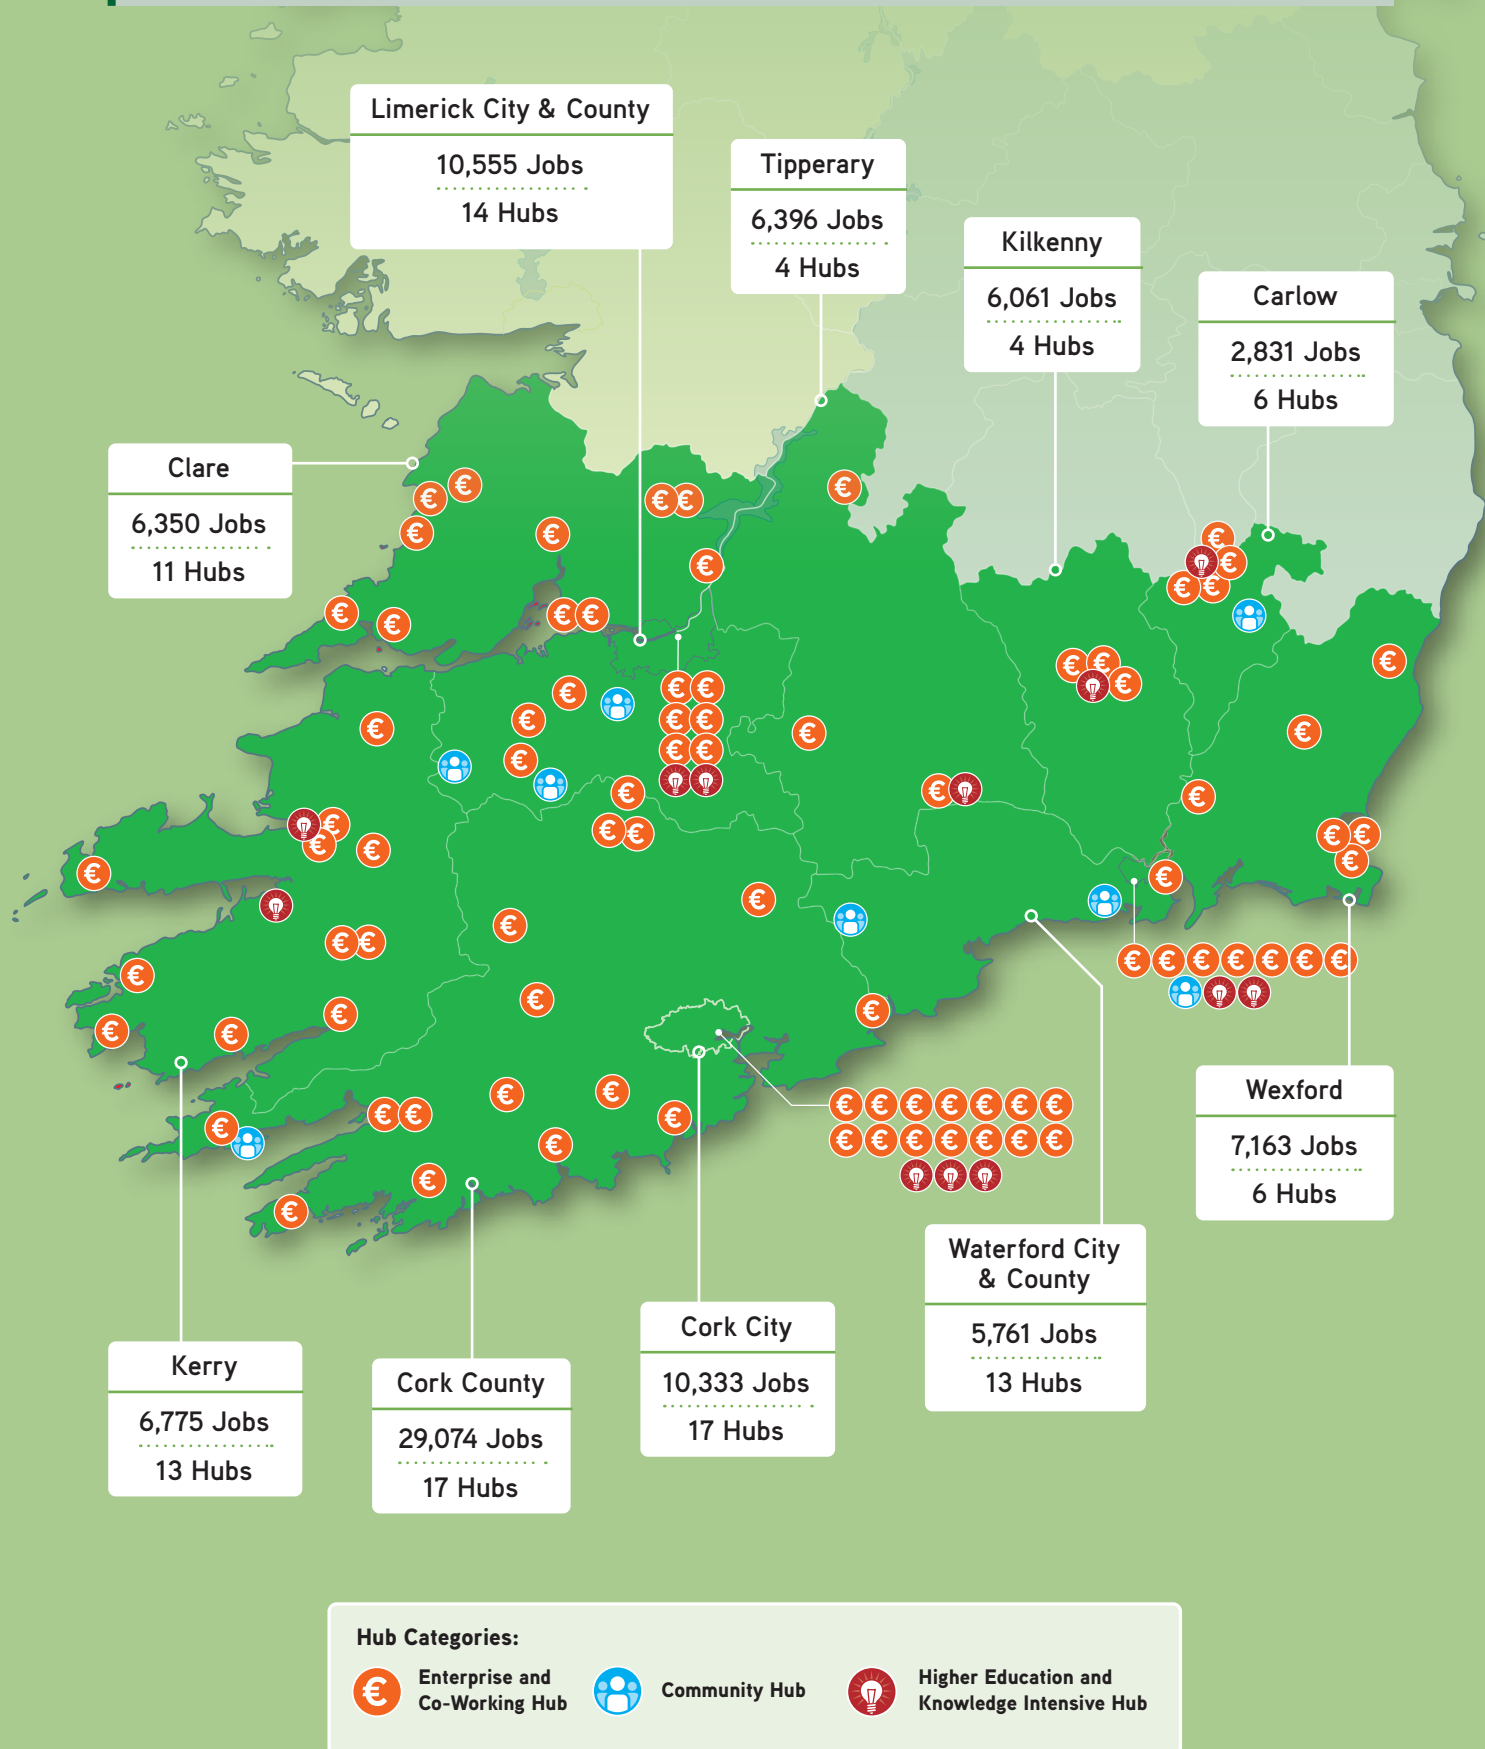 Limerick City & County
10,555 Jobs
14 Hubs
Tipperary
6,396 Jobs
4 Hubs
Kilkenny
6,061 Jobs
4 Hubs
Carlow
2,831 Jobs
6 Hubs
Clare
6,350 Jobs
11 Hubs
Wexford
7,163 Jobs
6 Hubs
Waterford City
& County
5,761 Jobs
13 Hubs
Cork City
10,333 Jobs
17 Hubs
Kerry
6,775 Jobs
13 Hubs
Cork County
29,074 Jobs
17 Hubs
Hub Categories:
€ Enterprise and
Co-Working Hub
Community Hub
Higher Education and
Knowledge Intensive Hub